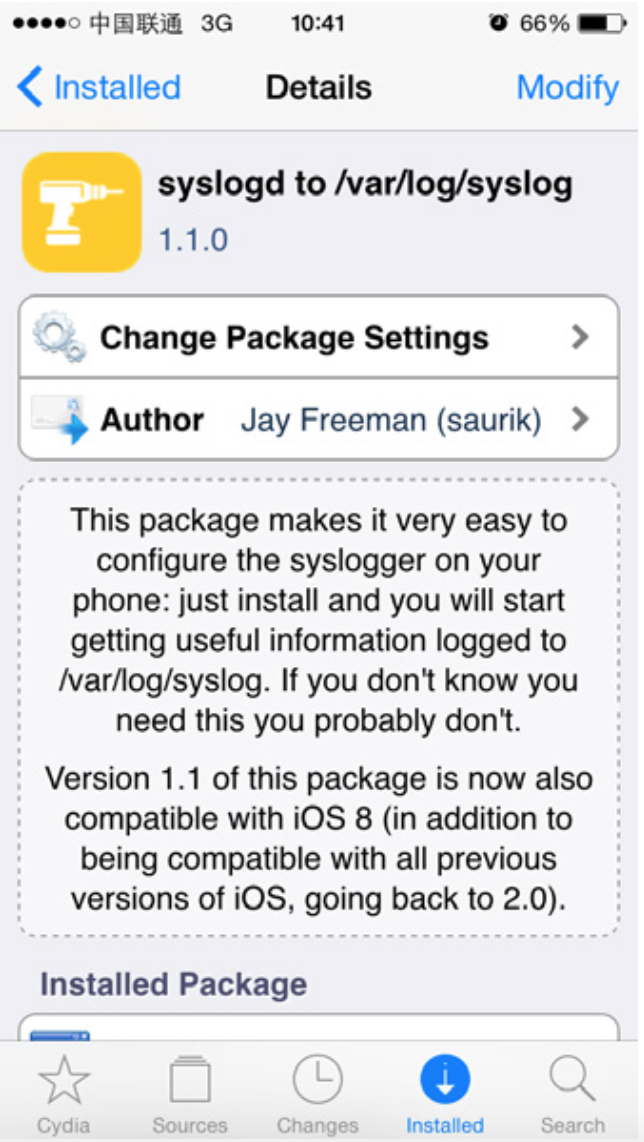 中国联通 3G 10:41 66%
Installed Details Modify
syslogd to /var/log/syslog
1.1.0
Change Package Settings
Author Jay Freeman (saurik)
This package makes it very easy to
configure the syslogger on your
phone: just install and you will start
getting useful information logged to
/var/log/syslog. If you don't know you
need this you probably don't.
Version 1.1 of this package is now also
compatible with iOS 8 (in addition to
being compatible with all previous
versions of iOS, going back to 2.0).
Installed Package
Cydia Sources Changes Installed Search